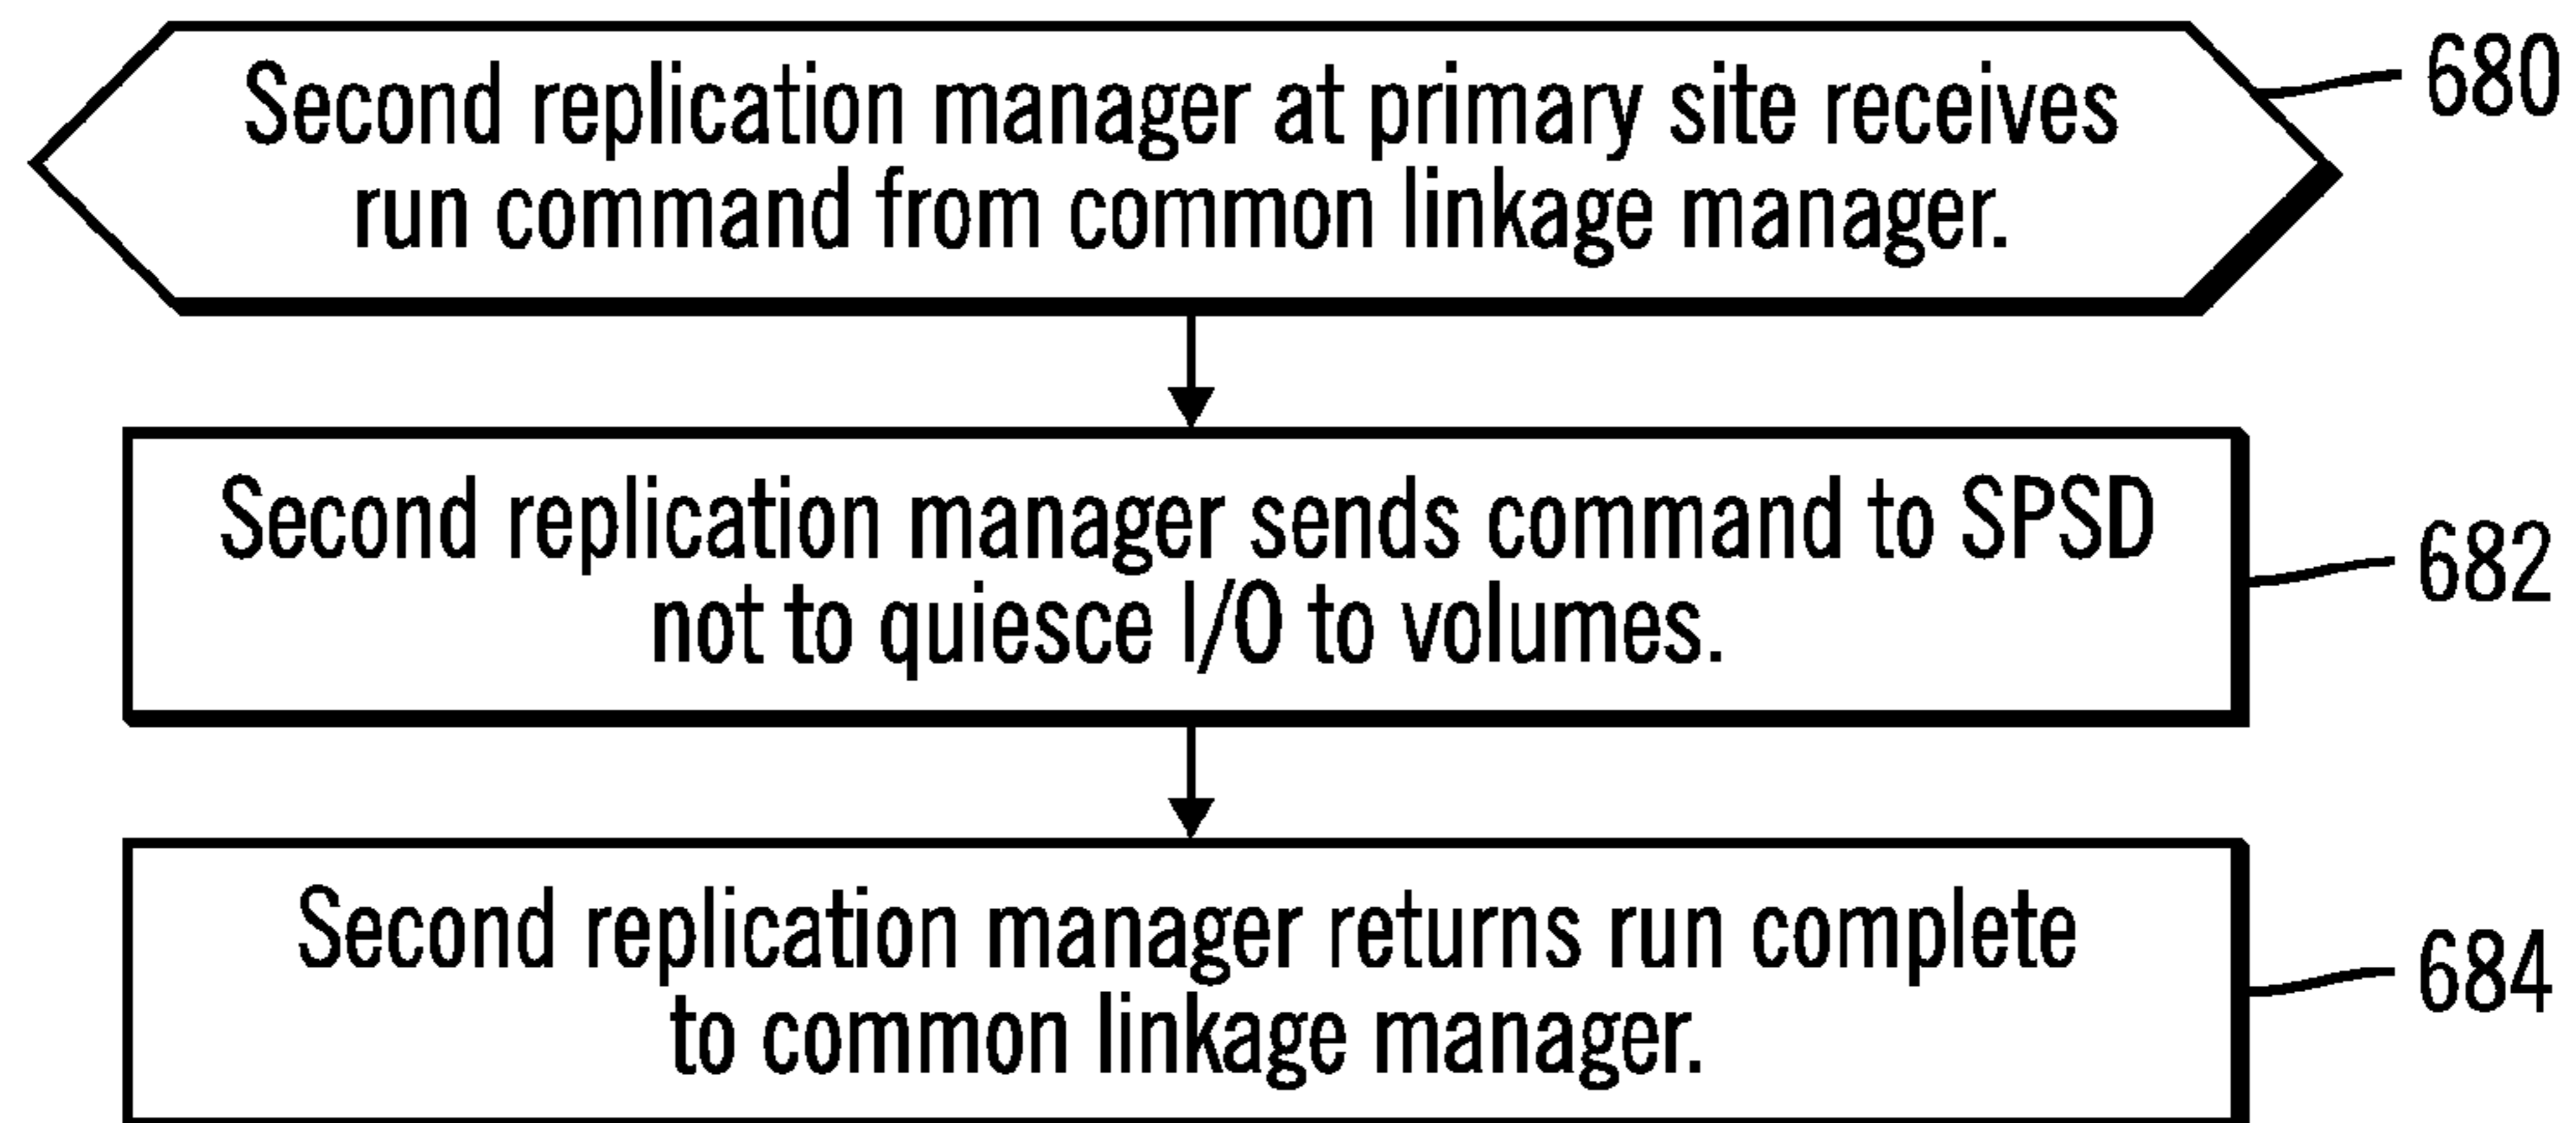 Second replication manager at primary site receives
run command from common linkage manager.
680
Second replication manager sends command to SPSD
not to quiesce I/O to volumes.
682
Second replication manager returns run complete
to common linkage manager.
684